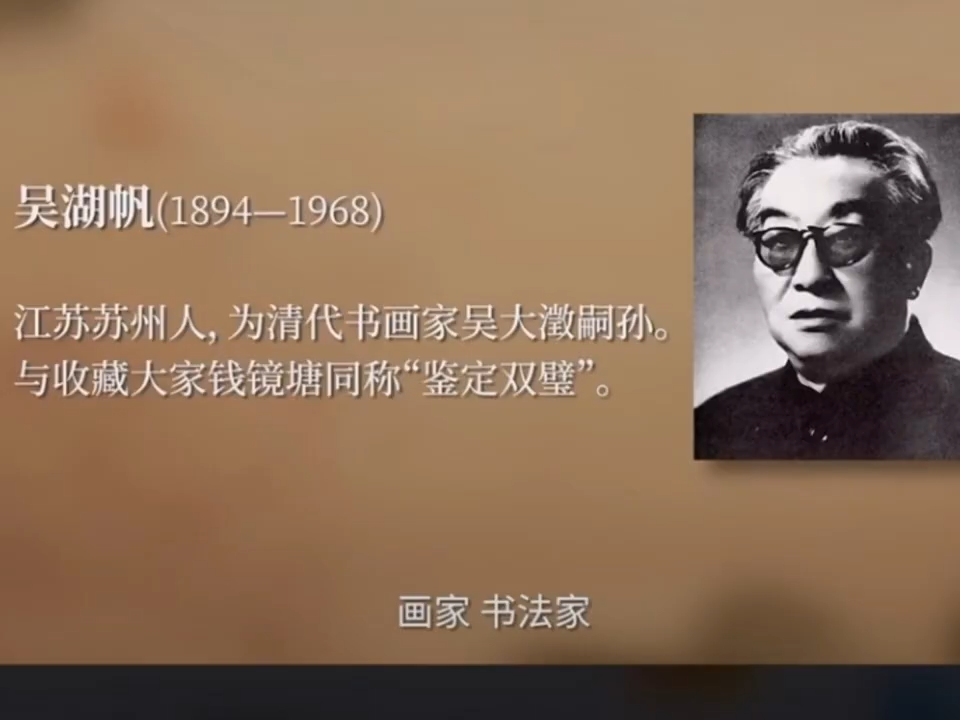 吴湖帆(1894—1968)
江苏苏州人,为清代书画家吴大澂嗣孙。
与收藏大家钱镜塘同称“鉴定双璧”。
画家 书法家